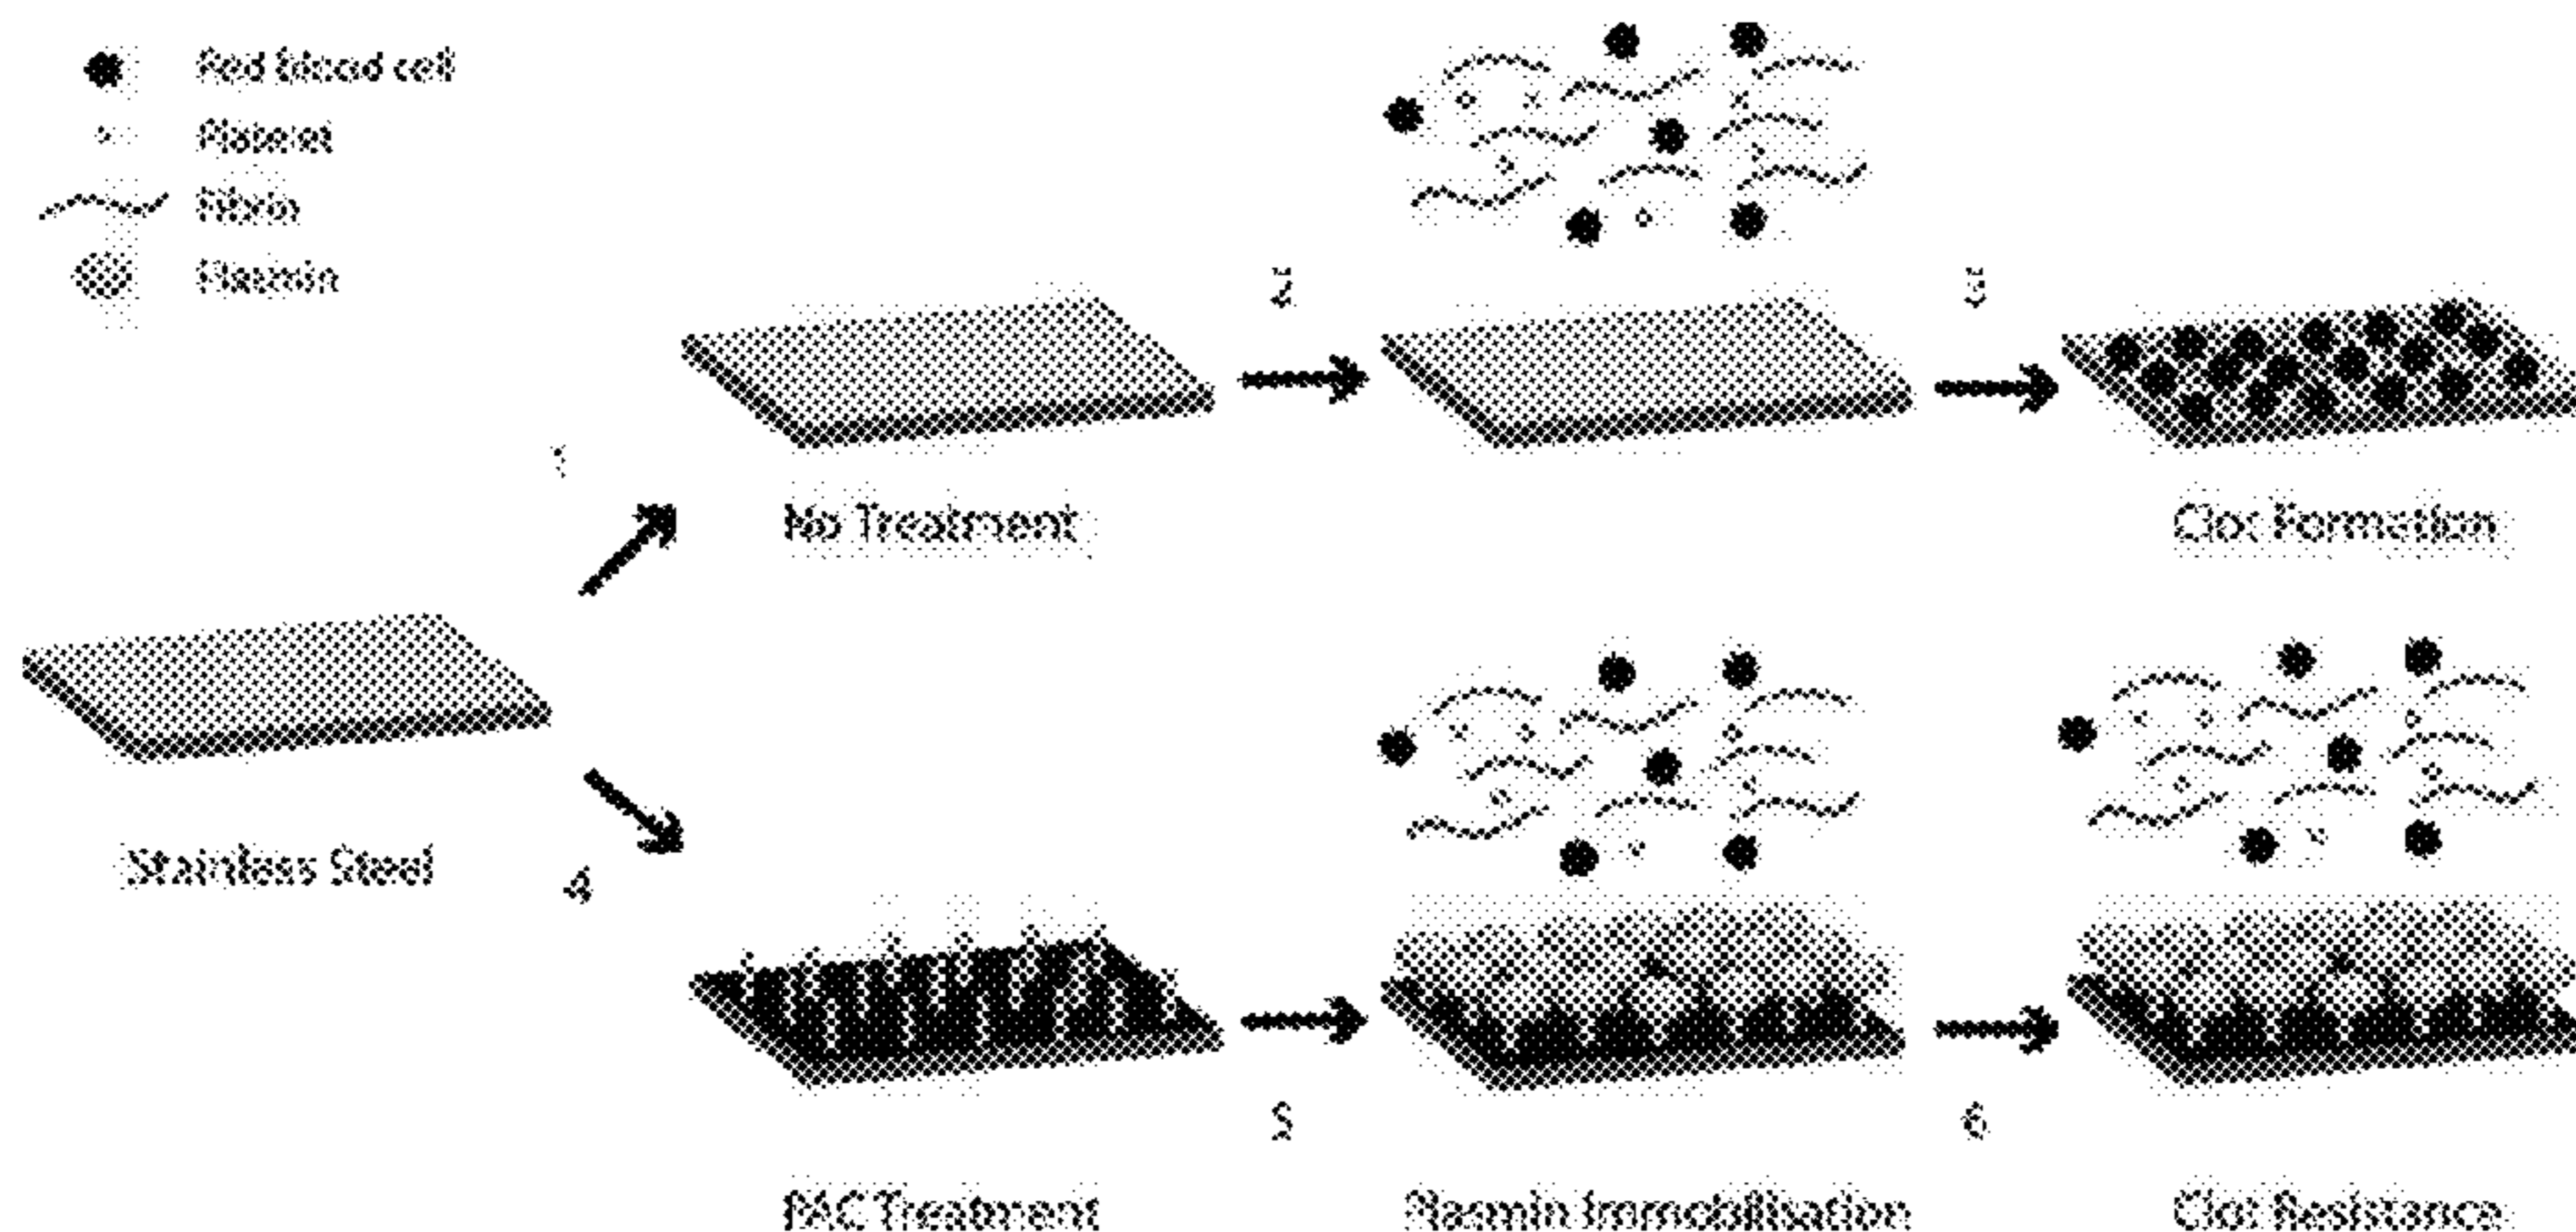 Red blood cell
Platelet
Fibrin
Plasmin
2
3
1
No Treatment
Clot Formation
Stainless Steel
4
5
6
PAC Treatment
Plasmin Immobilisation
Clot Resistance